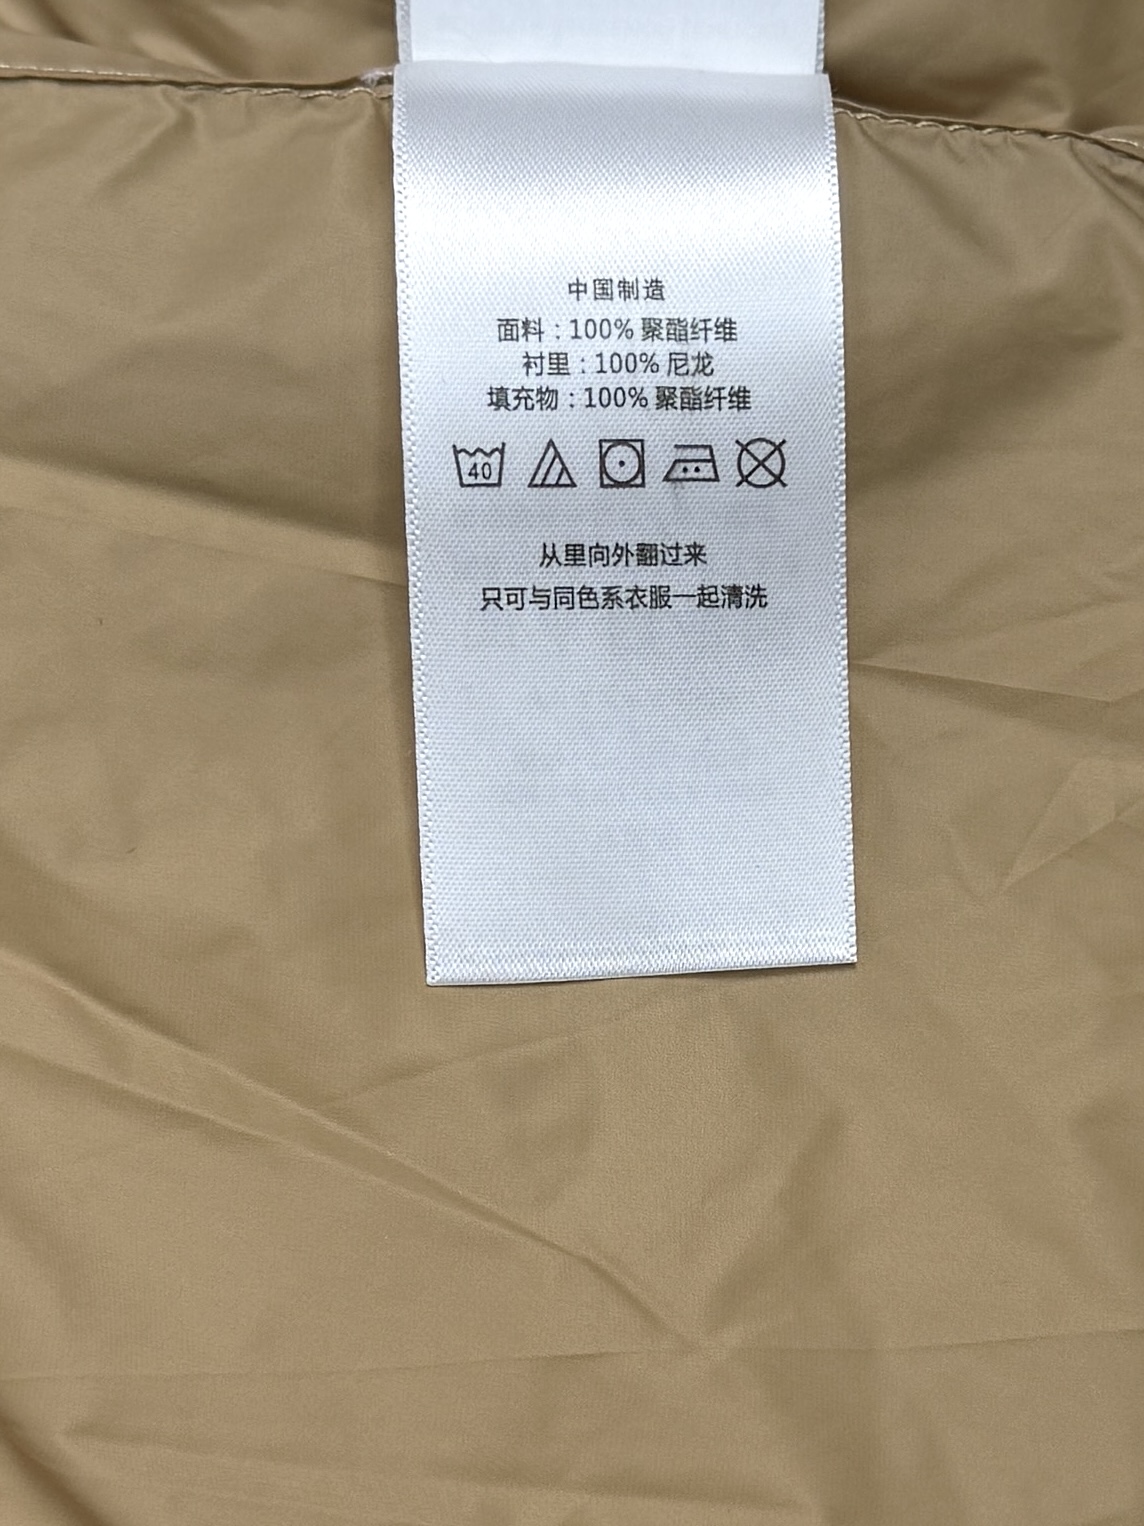 中国制造
面料：100% 聚酯纤维
衬里：100% 尼龙
填充物：100% 聚酯纤维
40
从里向外翻过来
只可与同色系衣服一起清洗